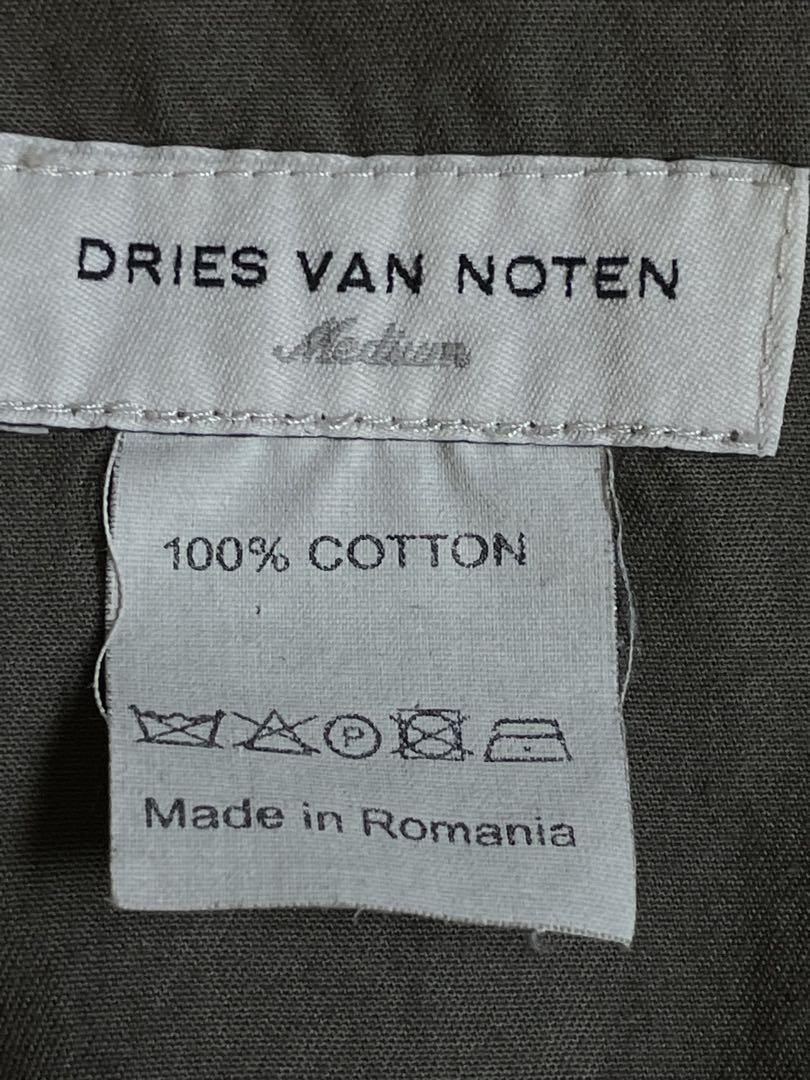 DRIES VAN NOTEN
Medium
100% COTTON
P
Made in Romania